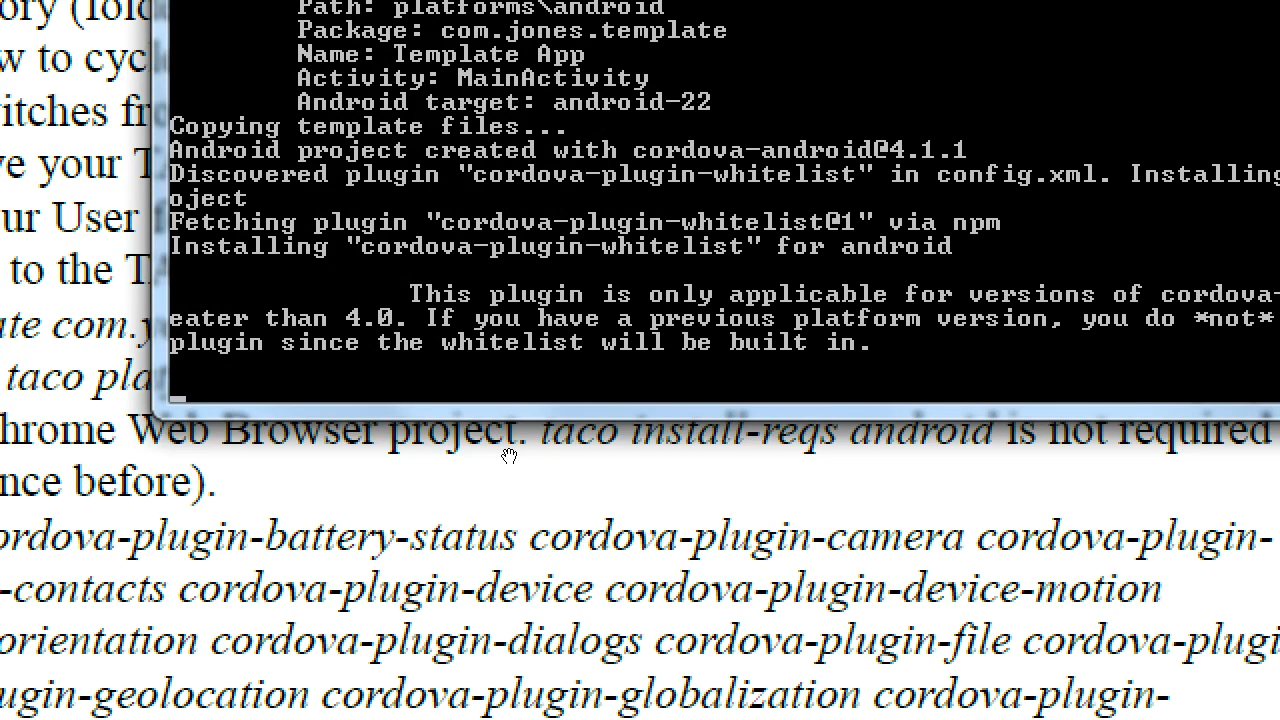 ory (fold
Path: platforms\android
Package: com.jones.template
w to cycl
Name: Template App
Activity: MainActivity
itches fr
Android target: android-22
Copying template files...
ve your T
Android project created with cordova-android@4.1.1
Discovered plugin "cordova-plugin-whitelist" in config.xml. Installing
oject
ur User
Fetching plugin "cordova-plugin-whitelist@1" via npm
Installing "cordova-plugin-whitelist" for android
to the TA
This plugin is only applicable for versions of cordova-
ate com.y
eater than 4.0. If you have a previous platform version, you do *not*
plugin since the whitelist will be built in.
taco pla
hrome Web Browser project. taco install-reqs android is not required
nce before).
ordova-plugin-battery-status cordova-plugin-camera cordova-plugin-
-contacts cordova-plugin-device cordova-plugin-device-motion
orientation cordova-plugin-dialogs cordova-plugin-file cordova-plugi
ugin-geolocation cordova-plugin-globalization cordova-plugin-